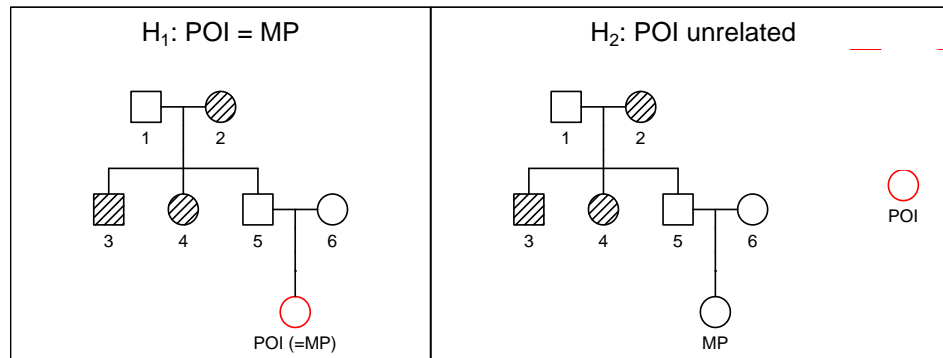 H₁: POI = MP
1 2
3 4 5 6
POI (=MP)
H₂: POI unrelated
1 2
3 4 5 6
POI
MP